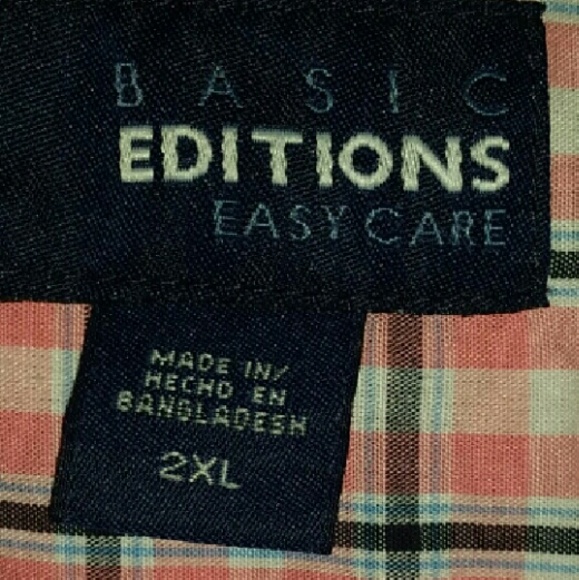 BASIC
EDITIONS
EASY CARE
MADE IN/
HECHO EN
BANGLADESH
2XL